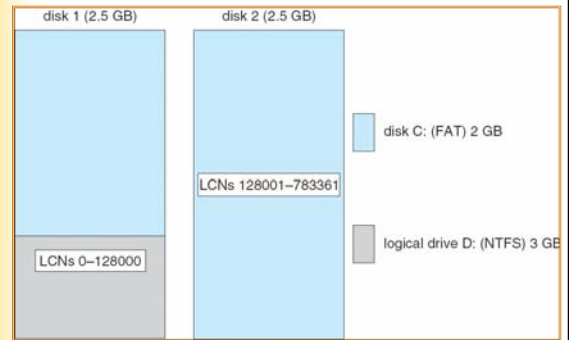 disk 1 (2.5 GB)
disk 2 (2.5 GB)
disk C: (FAT) 2 GB
LCNs 128001–783361
logical drive D: (NTFS) 3 GB
LCNs 0–128000